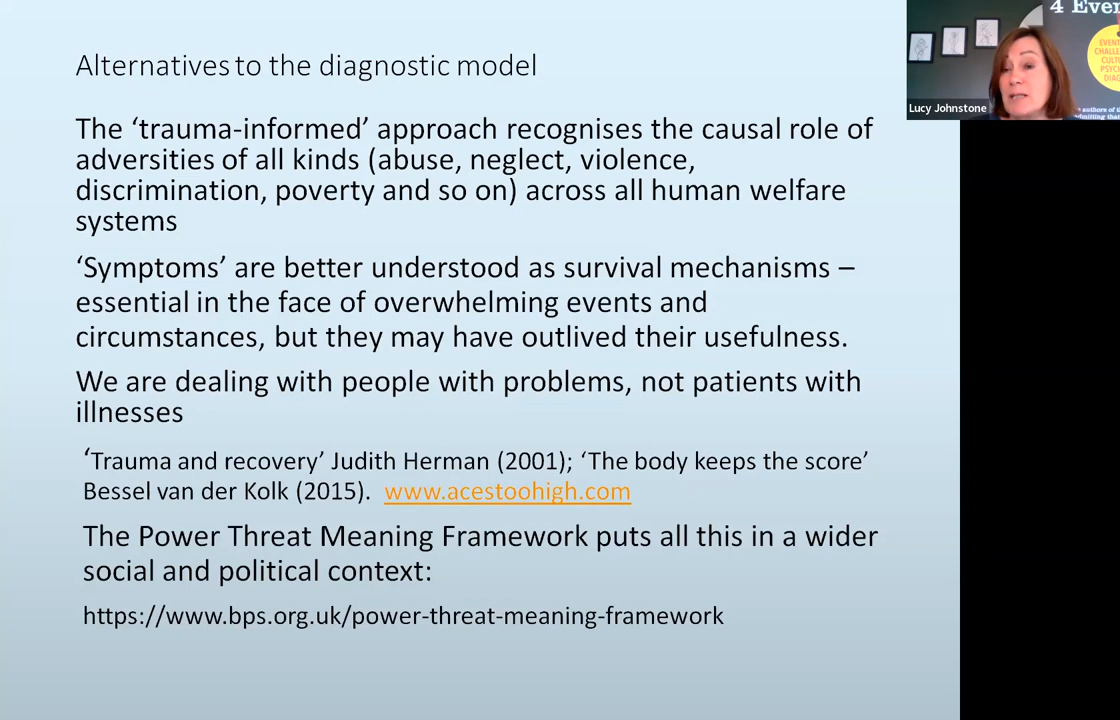 Alternatives to the diagnostic model
The ‘trauma-informed’ approach recognises the causal role of
adversities of all kinds (abuse, neglect, violence,
discrimination, poverty and so on) across all human welfare
systems
‘Symptoms’ are better understood as survival mechanisms –
essential in the face of overwhelming events and
circumstances, but they may have outlived their usefulness.
We are dealing with people with problems, not patients with
illnesses
‘Trauma and recovery’ Judith Herman (2001); ‘The body keeps the score’
Bessel van der Kolk (2015). www.acestoohigh.com
The Power Threat Meaning Framework puts all this in a wider
social and political context:
https://www.bps.org.uk/power-threat-meaning-framework
4 Even
Lucy Johnstone